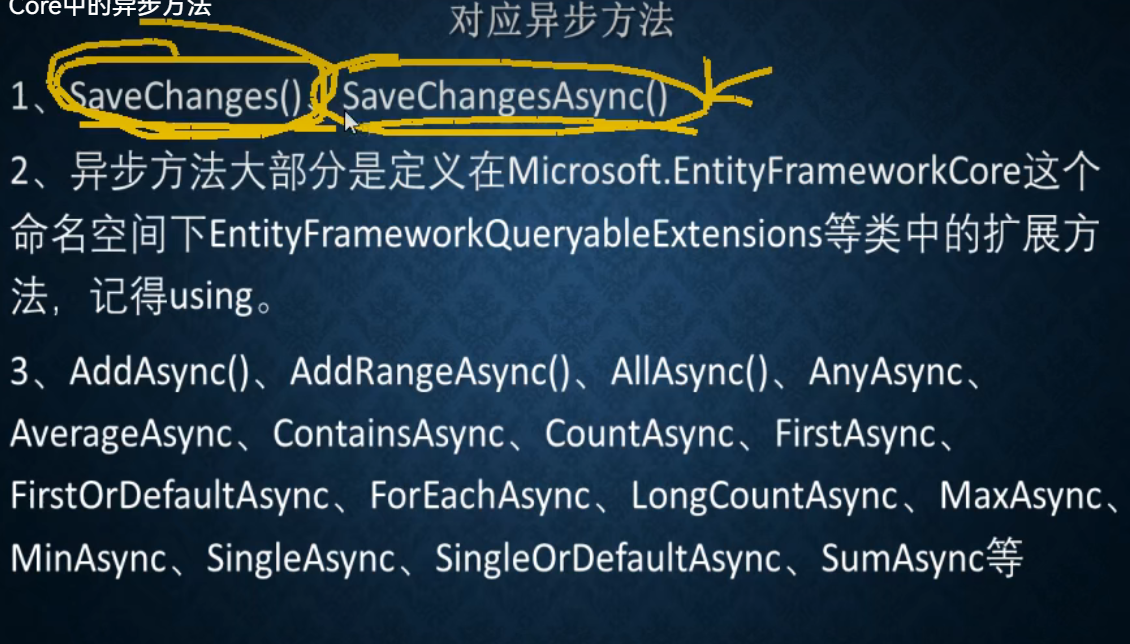 Core中的异步方法
对应异步方法
1、SaveChanges()、SaveChangesAsync()
2、异步方法大部分是定义在Microsoft.EntityFrameworkCore这个
命名空间下EntityFrameworkQueryableExtensions等类中的扩展方
法，记得using。
3、AddAsync()、AddRangeAsync()、AllAsync()、AnyAsync、
AverageAsync、ContainsAsync、CountAsync、FirstAsync、
FirstOrDefaultAsync、ForEachAsync、LongCountAsync、MaxAsync、
MinAsync、SingleAsync、SingleOrDefaultAsync、SumAsync等